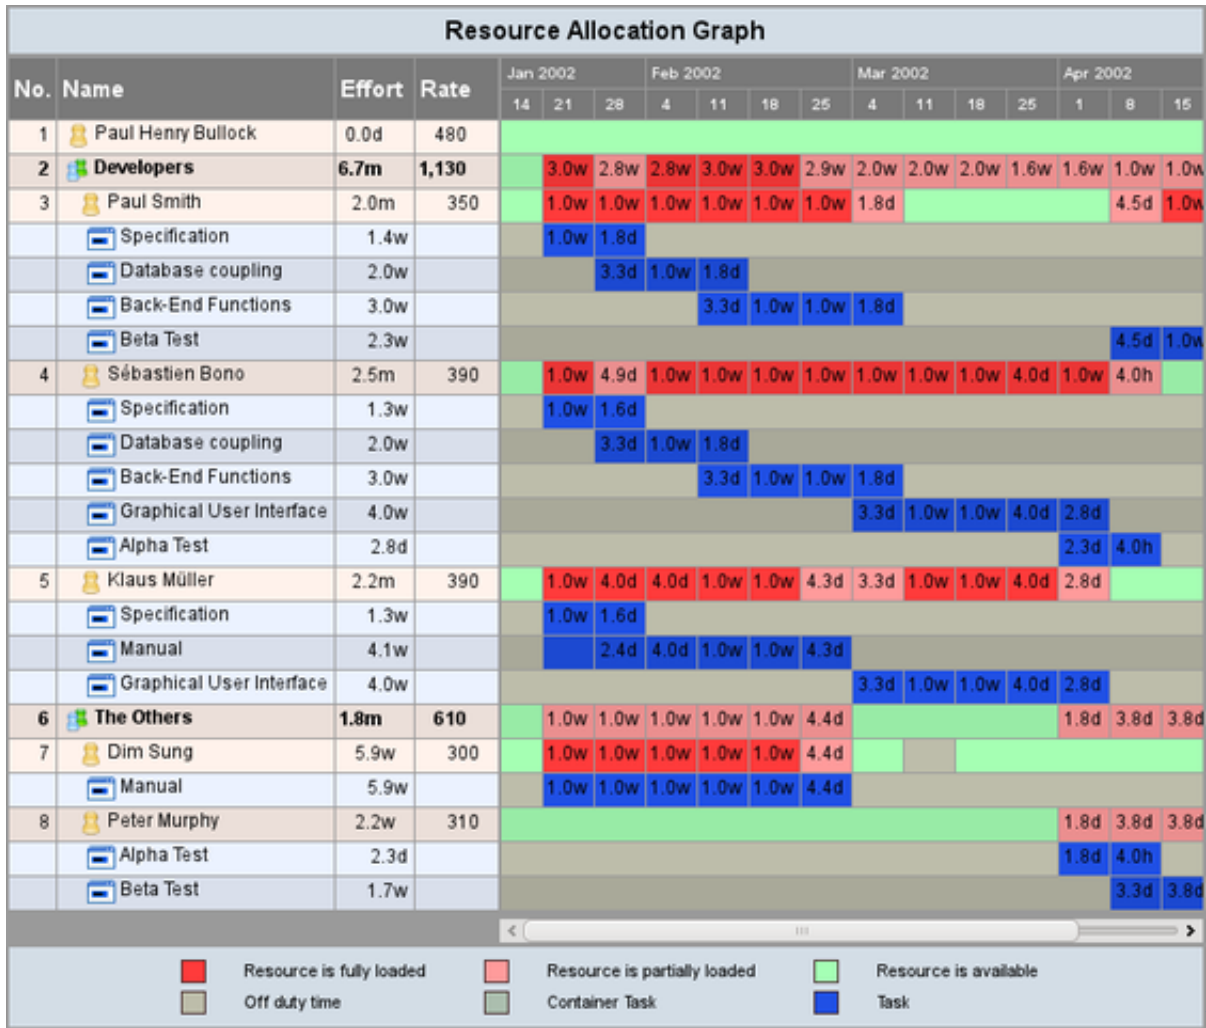 Resource Allocation Graph
No. Name Effort Rate Jan 2002 Feb 2002 Mar 2002 Apr 2002
14 21 28 4 11 18 25 4 11 18 25 1 8 15
1 Paul Henry Bullock 0.0d 480
2 Developers 6.7m 1,130 3.0w 2.8w 2.8w 3.0w 3.0w 2.9w 2.0w 2.0w 2.0w 1.6w 1.6w 1.0w 1.0w
3 Paul Smith 2.0m 350 1.0w 1.0w 1.0w 1.0w 1.0w 1.0w 1.8d 4.5d 1.0w
Specification 1.4w 1.0w 1.8d
Database coupling 2.0w 3.3d 1.0w 1.8d
Back-End Functions 3.0w 3.3d 1.0w 1.0w 1.8d
Beta Test 2.3w 4.5d 1.0w
4 Sébastien Bono 2.5m 390 1.0w 4.9d 1.0w 1.0w 1.0w 1.0w 1.0w 1.0w 1.0w 4.0d 1.0w 4.0h
Specification 1.3w 1.0w 1.6d
Database coupling 2.0w 3.3d 1.0w 1.8d
Back-End Functions 3.0w 3.3d 1.0w 1.0w 1.8d
Graphical User Interface 4.0w 3.3d 1.0w 1.0w 4.0d 2.8d
Alpha Test 2.8d 2.3d 4.0h
5 Klaus Müller 2.2m 390 1.0w 4.0d 4.0d 1.0w 1.0w 4.3d 3.3d 1.0w 1.0w 4.0d 2.8d
Specification 1.3w 1.0w 1.6d
Manual 4.1w 2.4d 4.0d 1.0w 1.0w 4.3d
Graphical User Interface 4.0w 3.3d 1.0w 1.0w 4.0d 2.8d
6 The Others 1.8m 610 1.0w 1.0w 1.0w 1.0w 1.0w 4.4d 1.8d 3.8d 3.8d
7 Dim Sung 5.9w 300 1.0w 1.0w 1.0w 1.0w 1.0w 4.4d
Manual 5.9w 1.0w 1.0w 1.0w 1.0w 1.0w 4.4d
8 Peter Murphy 2.2w 310 1.8d 3.8d 3.8d
Alpha Test 2.3d 1.8d 4.0h
Beta Test 1.7w 3.3d 3.8d
Resource is fully loaded Resource is partially loaded Resource is available
Off duty time Container Task Task